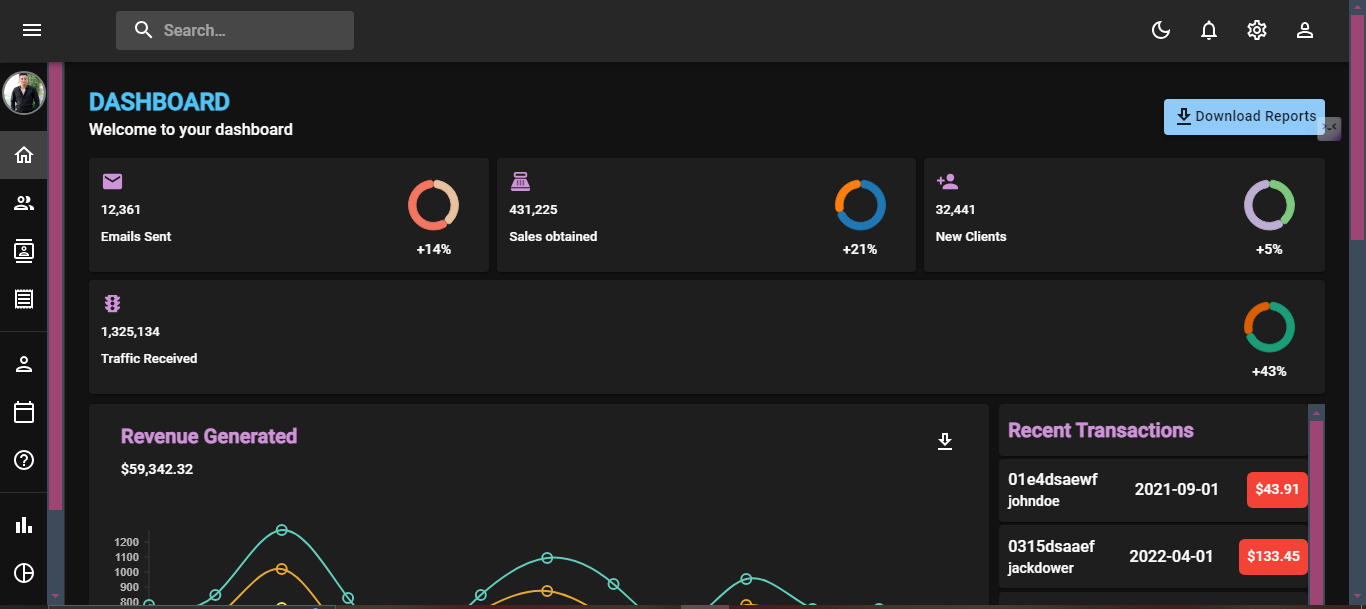 Search...
DASHBOARD
Welcome to your dashboard
Download Reports
12,361
Emails Sent
+14%
431,225
Sales obtained
+21%
32,441
New Clients
+5%
1,325,134
Traffic Received
+43%
Revenue Generated
$59,342.32
1200
1100
1000
900
800
Recent Transactions
01e4dsaewf
johndoe
2021-09-01
$43.91
0315dsaaef
jackdower
2022-04-01
$133.45